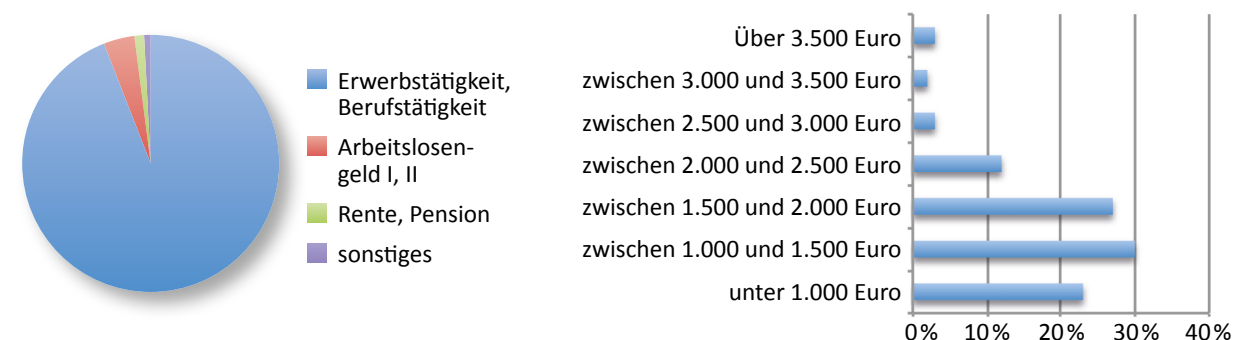 Erwerbstätigkeit,
Berufstätigkeit
Arbeitslosen-
geld I, II
Rente, Pension
sonstiges
Über 3.500 Euro
zwischen 3.000 und 3.500 Euro
zwischen 2.500 und 3.000 Euro
zwischen 2.000 und 2.500 Euro
zwischen 1.500 und 2.000 Euro
zwischen 1.000 und 1.500 Euro
unter 1.000 Euro
0% 10% 20% 30% 40%